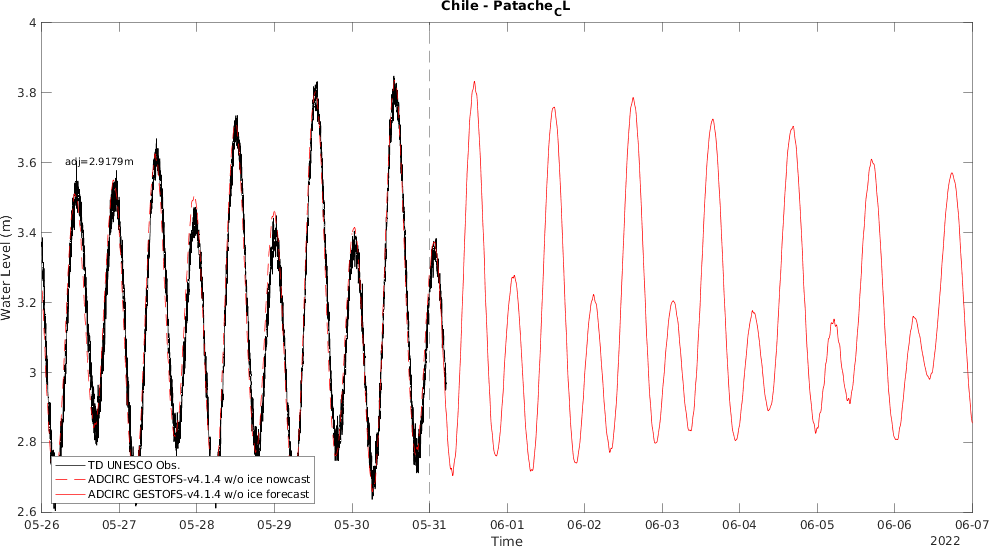 Chile - Patache_CL
4
3.8
3.6
3.4
3.2
3
2.8
2.6
Water Level (m)
adj=2.9179m
TD UNESCO Obs.
ADCIRC GESTOFS-v4.1.4 w/o ice nowcast
ADCIRC GESTOFS-v4.1.4 w/o ice forecast
05-26 05-27 05-28 05-29 05-30 05-31 06-01 06-02 06-03 06-04 06-05 06-06 06-07
Time
2022